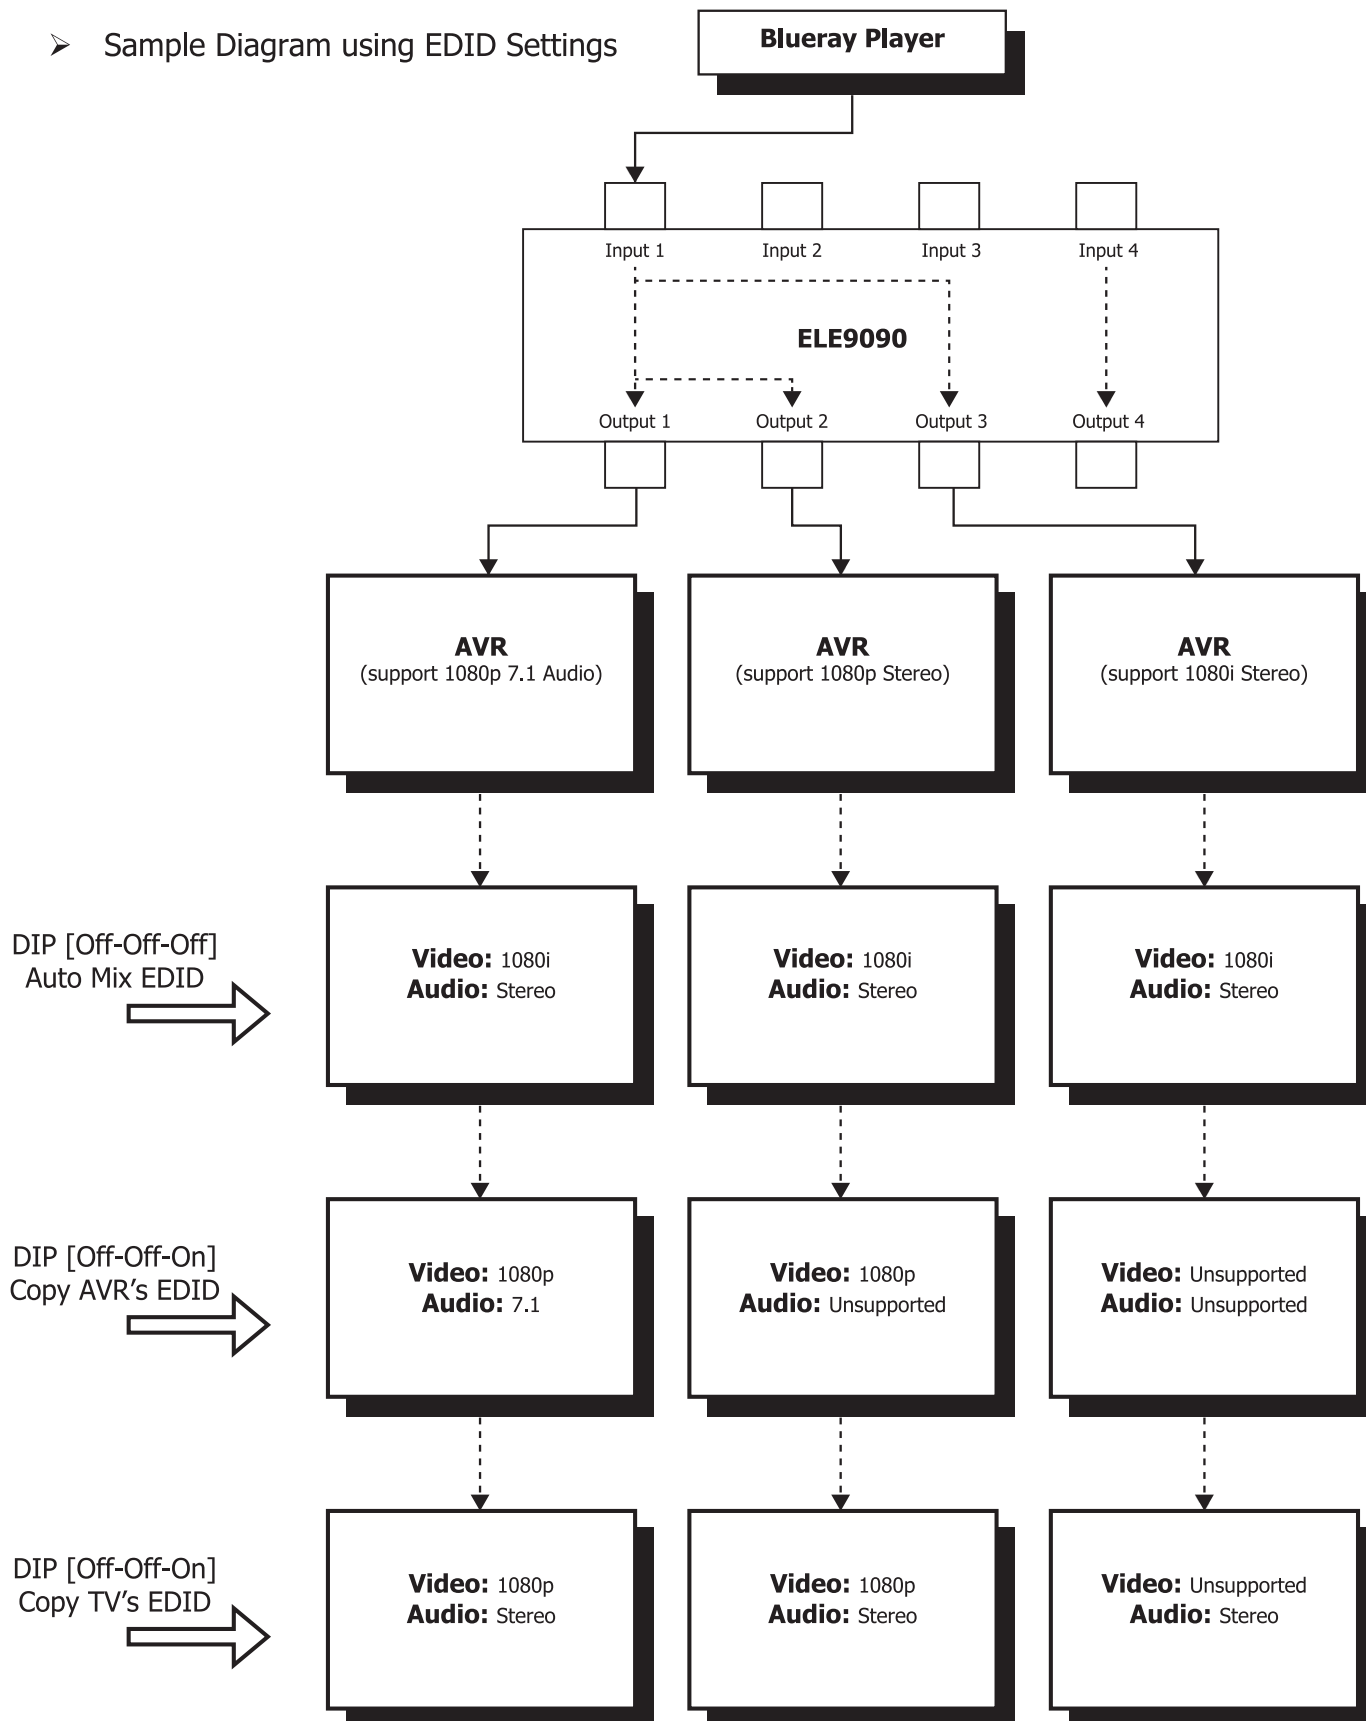 ➢ Sample Diagram using EDID Settings
Blueray Player
Input 1 Input 2 Input 3 Input 4
ELE9090
Output 1 Output 2 Output 3 Output 4
AVR
(support 1080p 7.1 Audio)
AVR
(support 1080p Stereo)
AVR
(support 1080i Stereo)
DIP [Off-Off-Off]
Auto Mix EDID
Video: 1080i
Audio: Stereo
Video: 1080i
Audio: Stereo
Video: 1080i
Audio: Stereo
DIP [Off-Off-On]
Copy AVR’s EDID
Video: 1080p
Audio: 7.1
Video: 1080p
Audio: Unsupported
Video: Unsupported
Audio: Unsupported
DIP [Off-Off-On]
Copy TV’s EDID
Video: 1080p
Audio: Stereo
Video: 1080p
Audio: Stereo
Video: Unsupported
Audio: Stereo